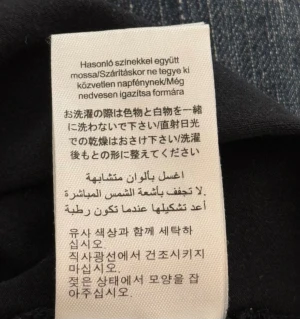 Hasonló színekkel együtt
mossa/Szárításkor ne tegye ki
közvetlen napfénynek/Még
nedvesen igazítsa formára
お洗濯の際は色物と白物を一緒
に洗わないで下さい/直射日光
での乾燥はおさけ下さい/洗濯
後もとの形に整えてください
اغسل بألوان متشابهة
لا تجفف بأشعة الشمس المباشرة.
أعد تشكيلها عندما تكون رطبة
유사 색상과 함께 세탁하
십시오.
직사광선에서 건조시키지
마십시오.
젖은 상태에서 모양을 잡
아주십시오.